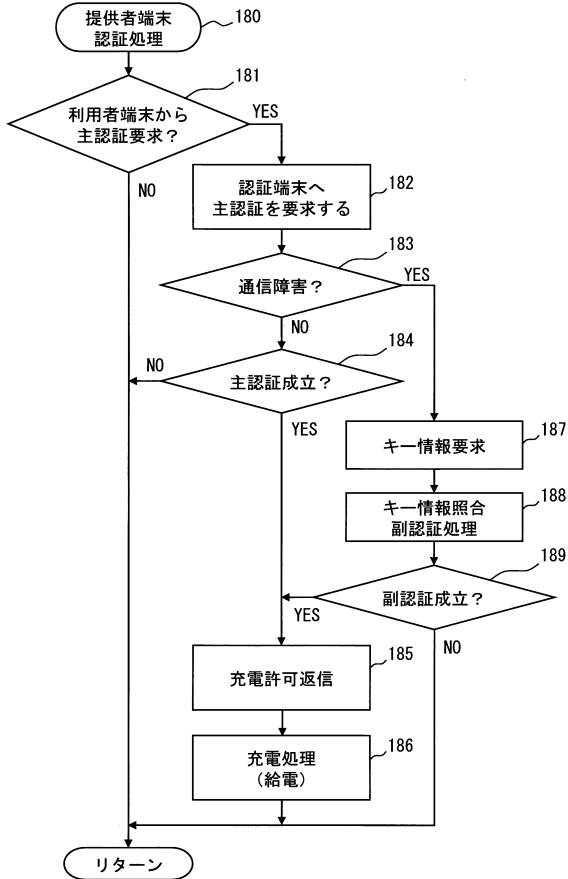 提供者端末
認証処理
180
181
利用者端末から
主認証要求？
YES
NO
認証端末へ
主認証を要求する
182
183
通信障害？
YES
NO
184
主認証成立？
NO
YES
キー情報要求
187
キー情報照合
副認証処理
188
189
副認証成立？
YES
NO
充電許可返信
185
充電処理
（給電）
186
リターン